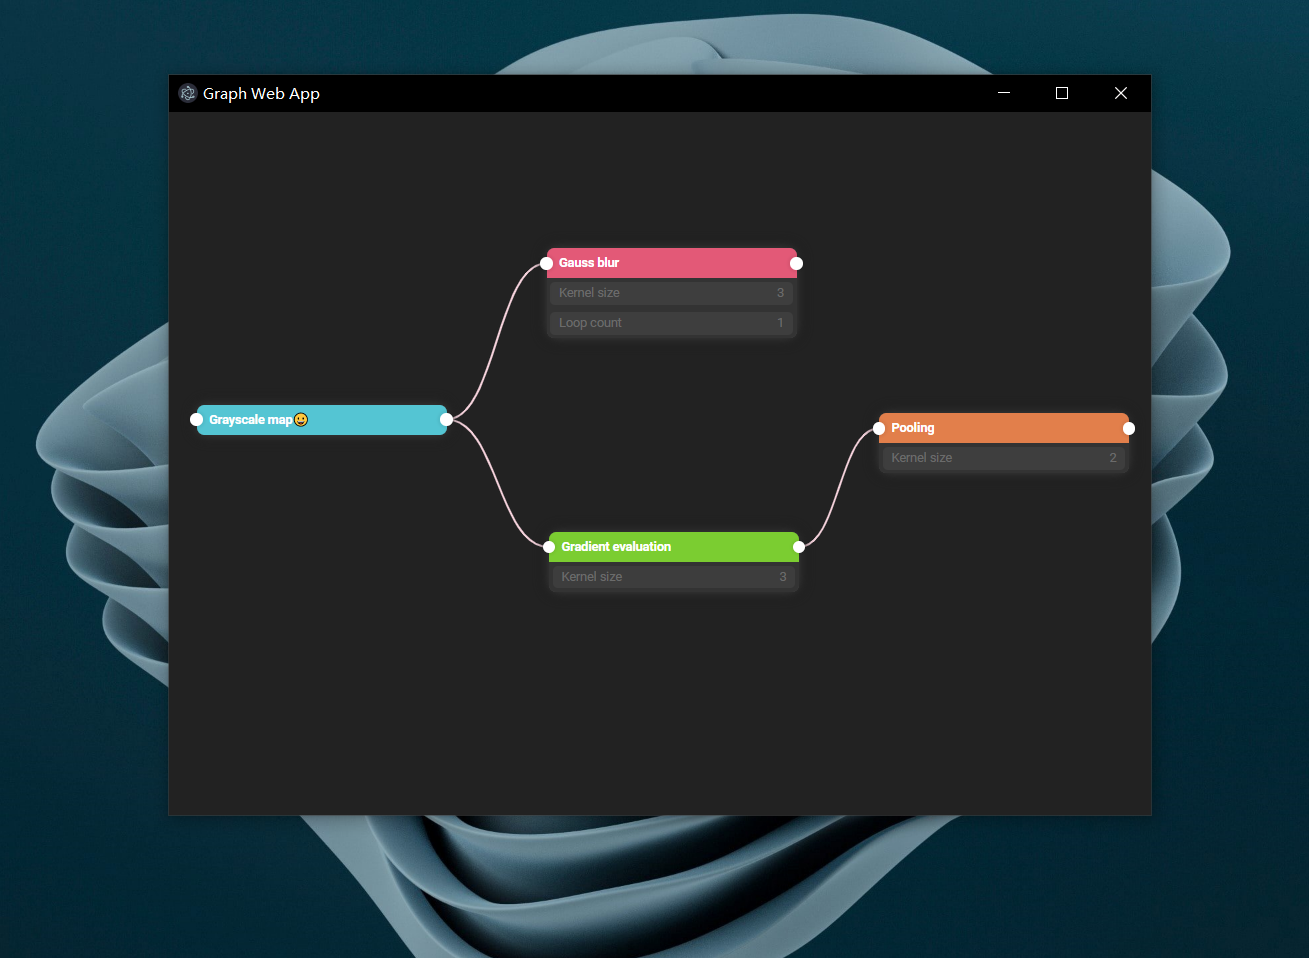 Graph Web App
Gauss blur
Kernel size 3
Loop count 1
Grayscale map😀
Pooling
Kernel size 2
Gradient evaluation
Kernel size 3